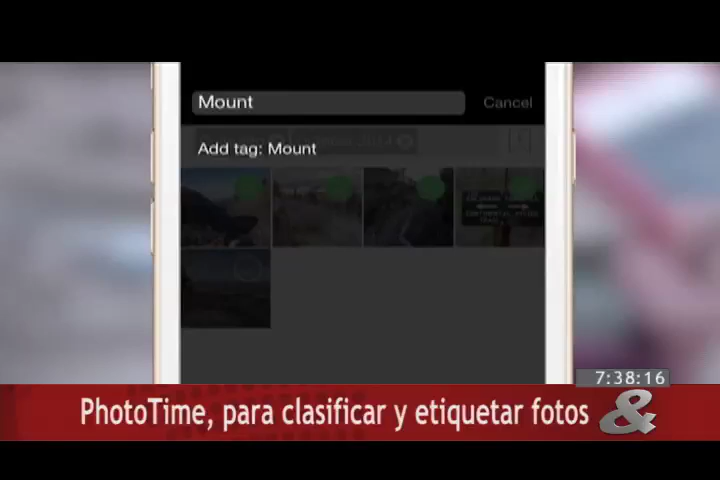 Mount
Cancel
Add tag: Mount
7:38:16
PhotoTime, para clasificar y etiquetar fotos &